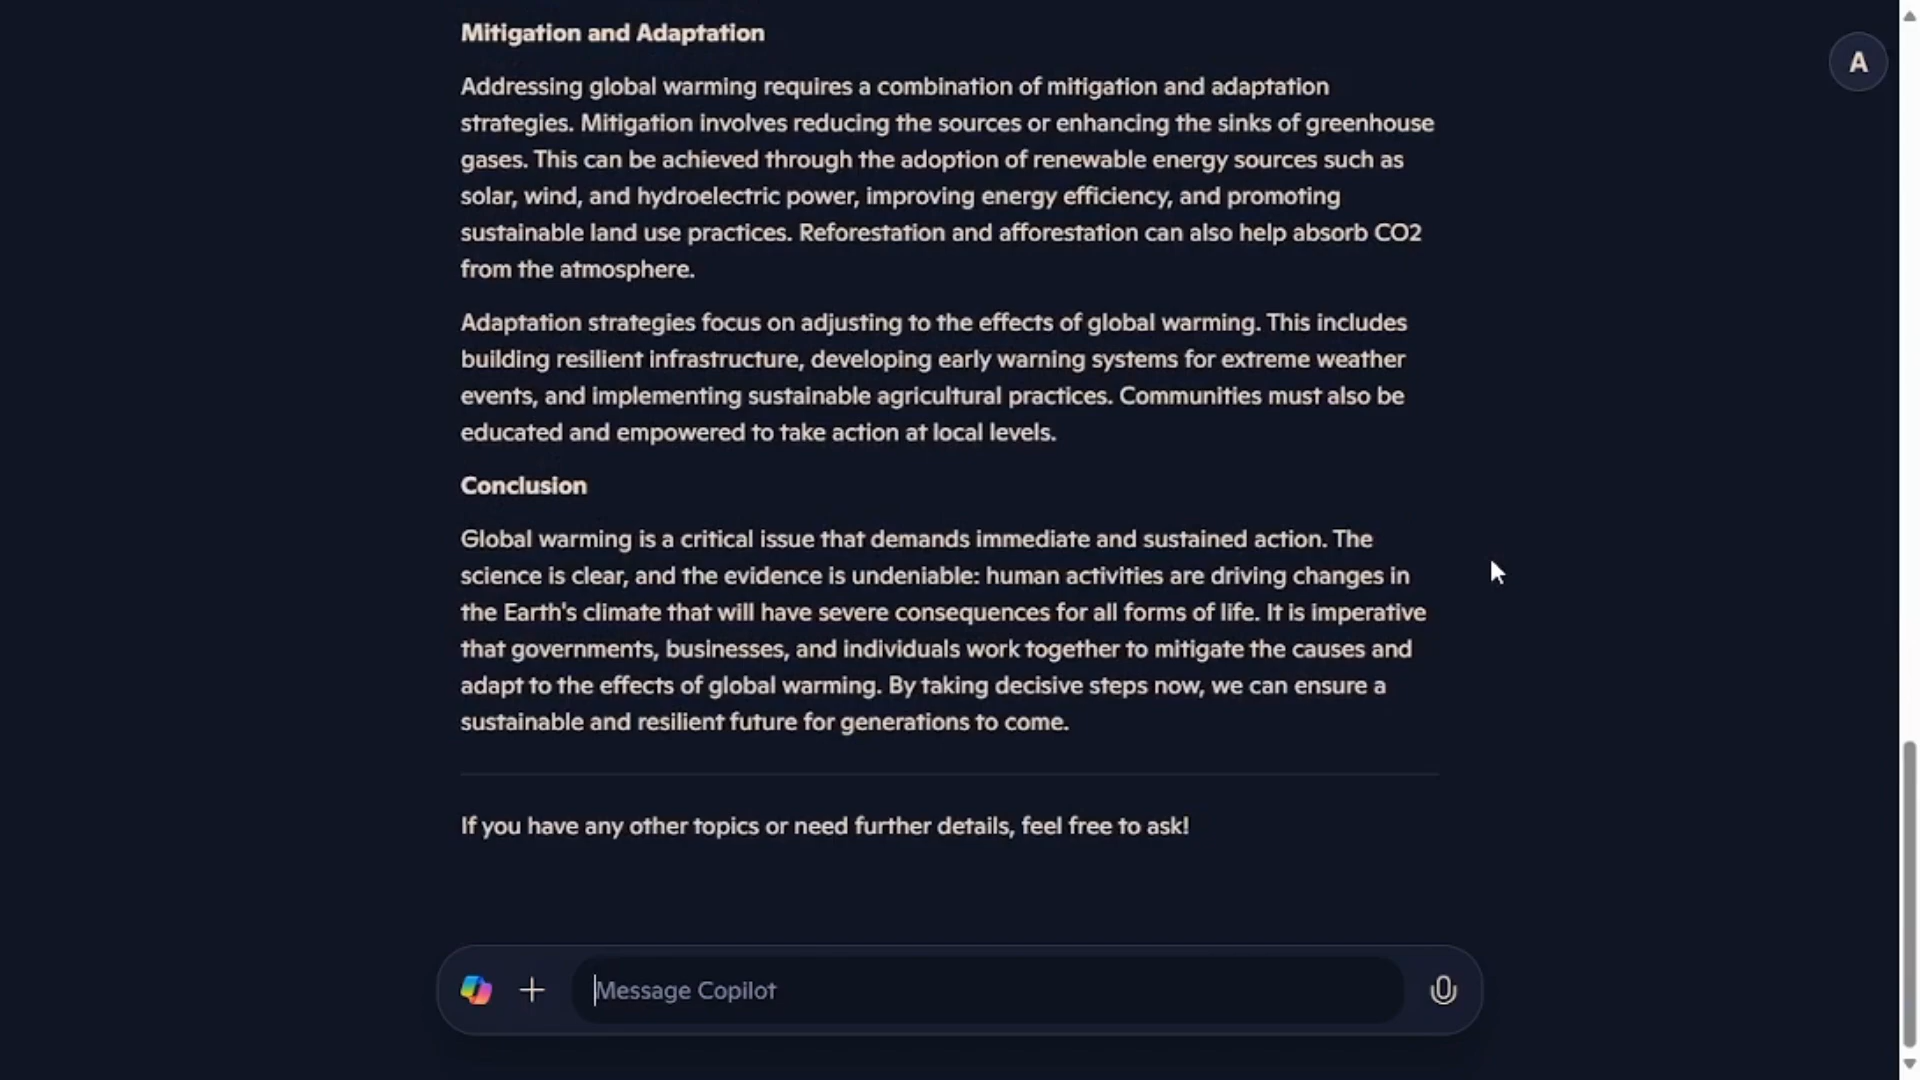 Mitigation and Adaptation
A
Addressing global warming requires a combination of mitigation and adaptation
strategies. Mitigation involves reducing the sources or enhancing the sinks of greenhouse
gases. This can be achieved through the adoption of renewable energy sources such as
solar, wind, and hydroelectric power, improving energy efficiency, and promoting
sustainable land use practices. Reforestation and afforestation can also help absorb CO2
from the atmosphere.
Adaptation strategies focus on adjusting to the effects of global warming. This includes
building resilient infrastructure, developing early warning systems for extreme weather
events, and implementing sustainable agricultural practices. Communities must also be
educated and empowered to take action at local levels.
Conclusion
Global warming is a critical issue that demands immediate and sustained action. The
science is clear, and the evidence is undeniable: human activities are driving changes in
the Earth's climate that will have severe consequences for all forms of life. It is imperative
that governments, businesses, and individuals work together to mitigate the causes and
adapt to the effects of global warming. By taking decisive steps now, we can ensure a
sustainable and resilient future for generations to come.
If you have any other topics or need further details, feel free to ask!
Message Copilot